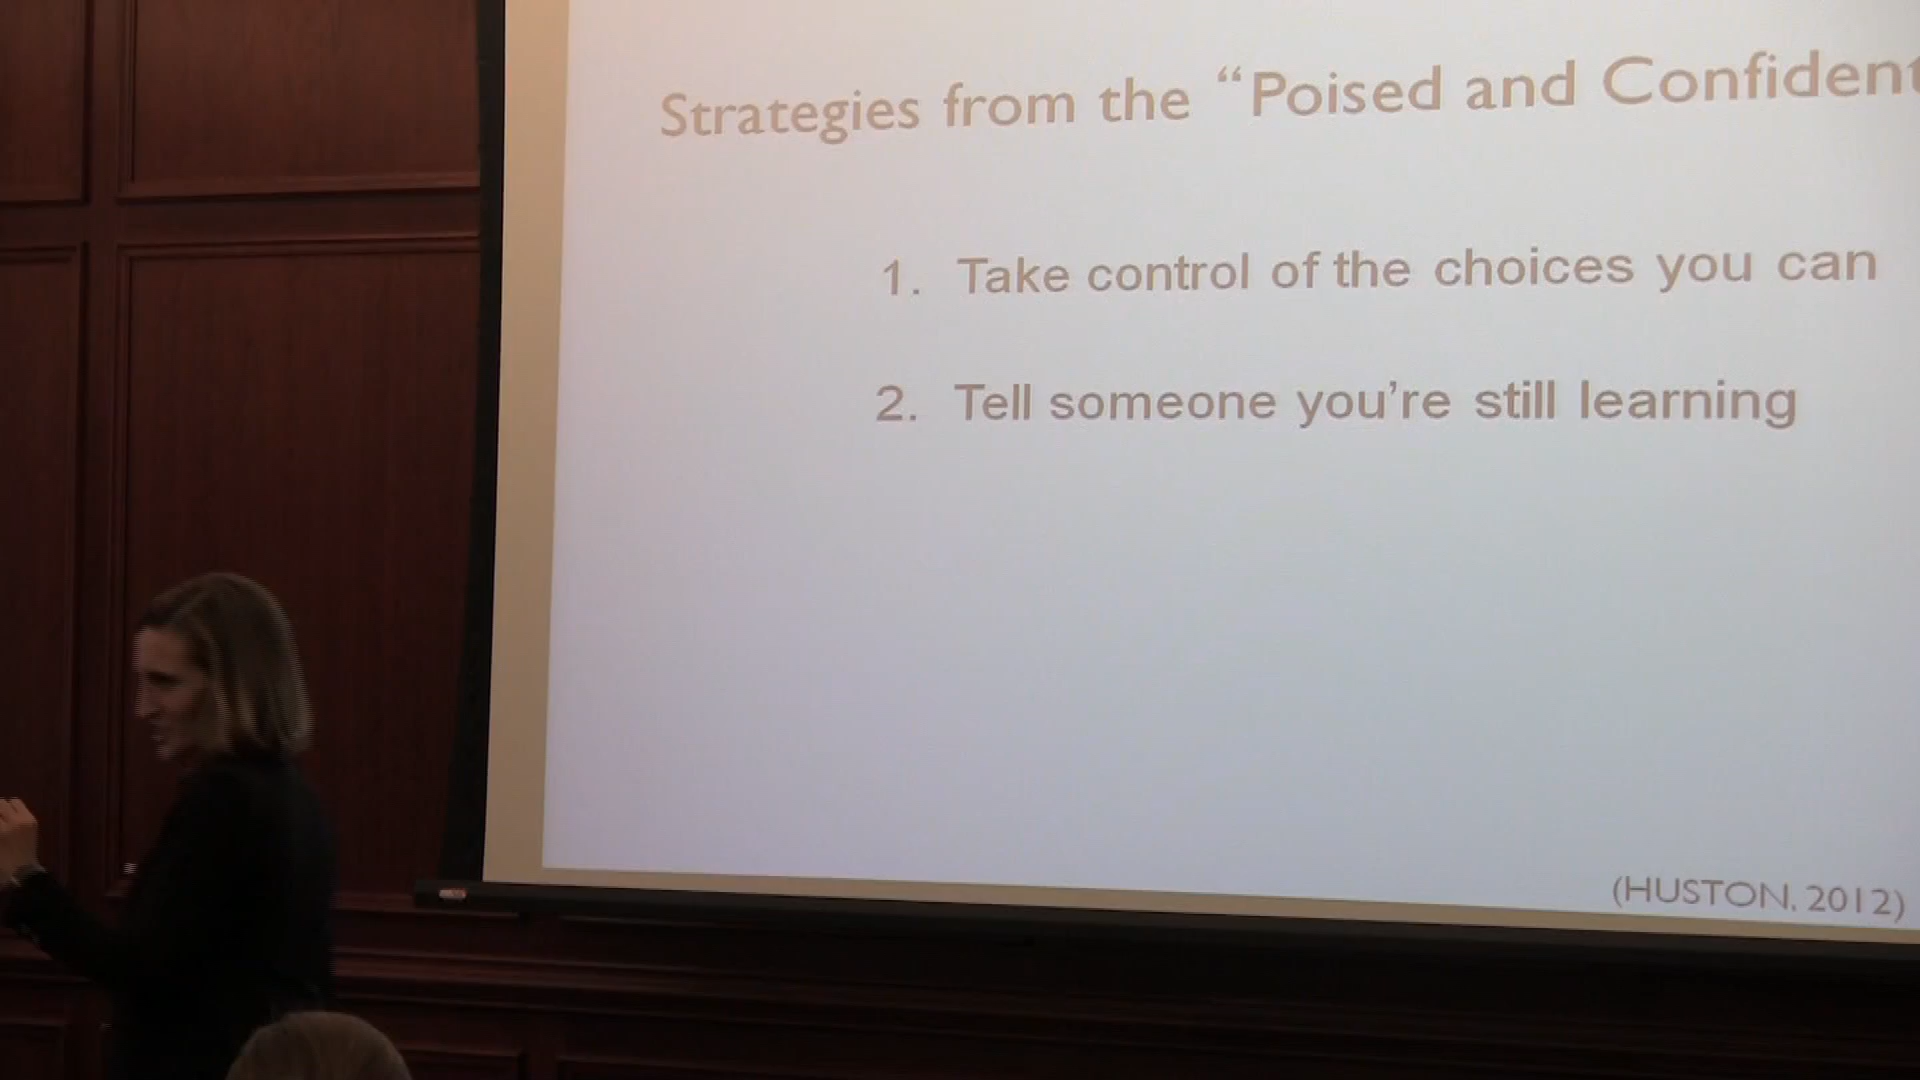 Strategies from the “Poised and Confident
1. Take control of the choices you can
2. Tell someone you’re still learning
(HUSTON, 2012)